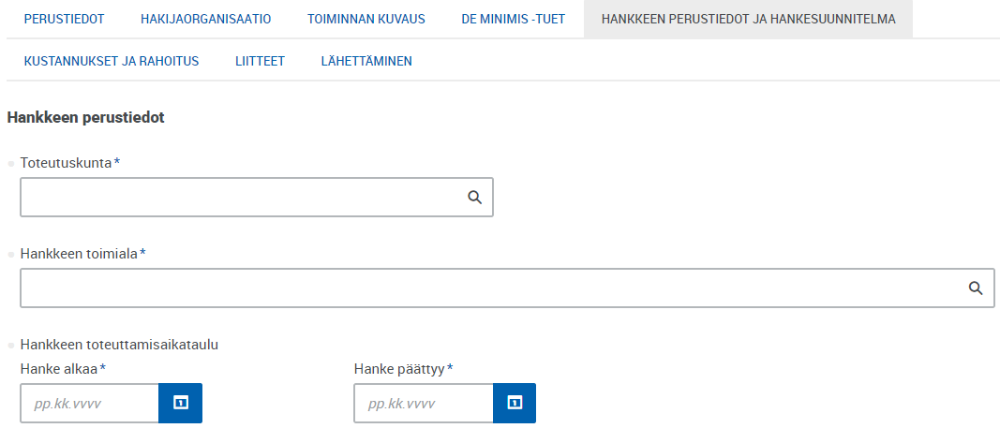 PERUSTIEDOT HAKIJAORGANISAATIO TOIMINNAN KUVAUS DE MINIMIS -TUET HANKKEEN PERUSTIEDOT JA HANKESUUNNITELMA
KUSTANNUKSET JA RAHOITUS LIITTEET LÄHETTÄMINEN
Hankkeen perustiedot
Toteutuskunta*
Hankkeen toimiala*
Hankkeen toteuttamisaikataulu
Hanke alkaa* Hanke päättyy*
pp.kk.vvvv pp.kk.vvvv